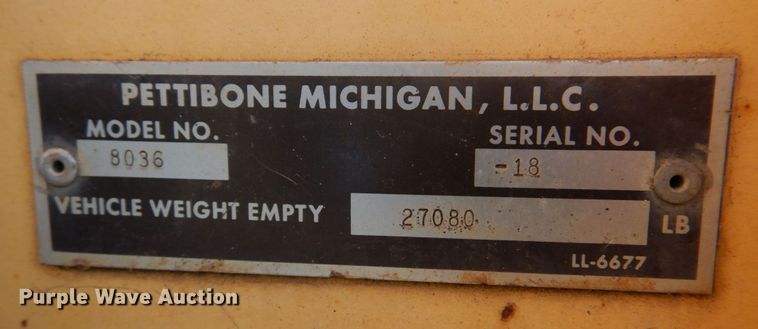 PETTIBONE MICHIGAN, L.L.C.
MODEL NO. SERIAL NO.
8036 -18
VEHICLE WEIGHT EMPTY 27080 LB
LL-6677
Purple Wave Auction